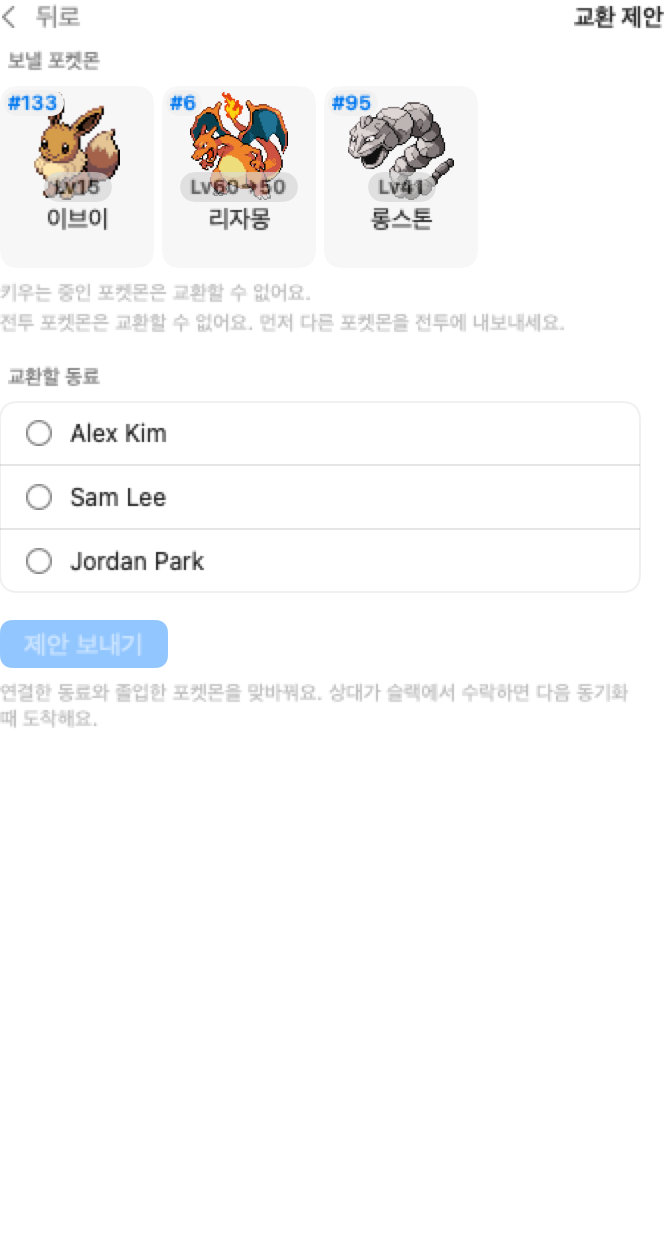 뒤로
교환 제안
보낼 포켓몬
#133
#6
#95
Lv15
Lv60→50
Lv41
이브이
리자몽
롱스톤
키우는 중인 포켓몬은 교환할 수 없어요.
전투 포켓몬은 교환할 수 없어요. 먼저 다른 포켓몬을 전투에 내보내세요.
교환할 동료
Alex Kim
Sam Lee
Jordan Park
제안 보내기
연결한 동료와 졸업한 포켓몬을 맞바꿔요. 상대가 슬랙에서 수락하면 다음 동기화
때 도착해요.